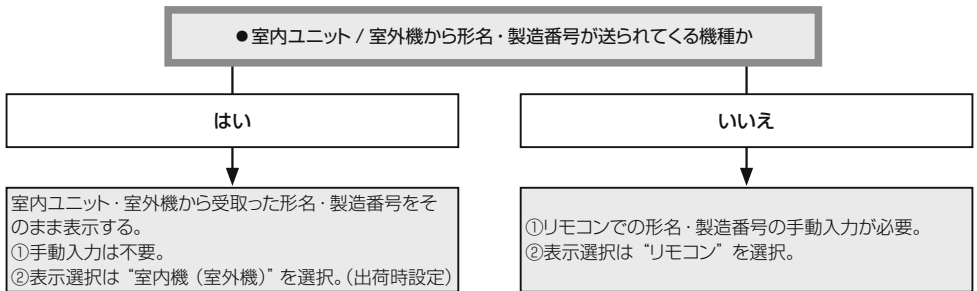 ●室内ユニット / 室外機から形名・製造番号が送られてくる機種か
はい
いいえ
室内ユニット・室外機から受取った形名・製造番号をそ
のまま表示する。
①手動入力は不要。
②表示選択は“室内機（室外機）”を選択。（出荷時設定）
①リモコンでの形名・製造番号の手動入力が必要。
②表示選択は“リモコン”を選択。